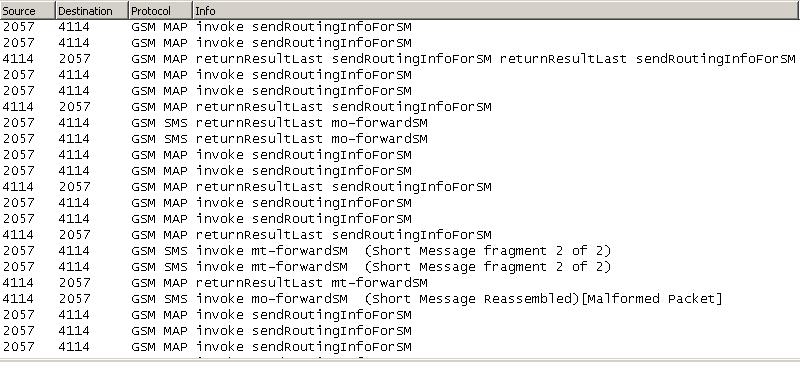 Source Destination Protocol Info
2057 4114 GSM MAP invoke sendRoutingInfoForSM
2057 4114 GSM MAP invoke sendRoutingInfoForSM
4114 2057 GSM MAP returnResultLast sendRoutingInfoForSM returnResultLast sendRoutingInfoForSM
2057 4114 GSM MAP invoke sendRoutingInfoForSM
2057 4114 GSM MAP invoke sendRoutingInfoForSM
4114 2057 GSM MAP returnResultLast sendRoutingInfoForSM
2057 4114 GSM SMS returnResultLast mo-forwardSM
2057 4114 GSM SMS returnResultLast mo-forwardSM
2057 4114 GSM MAP invoke sendRoutingInfoForSM
2057 4114 GSM MAP invoke sendRoutingInfoForSM
4114 2057 GSM MAP returnResultLast sendRoutingInfoForSM
2057 4114 GSM MAP invoke sendRoutingInfoForSM
2057 4114 GSM MAP invoke sendRoutingInfoForSM
4114 2057 GSM MAP returnResultLast sendRoutingInfoForSM
2057 4114 GSM SMS invoke mt-forwardSM (Short Message fragment 2 of 2)
2057 4114 GSM SMS invoke mt-forwardSM (Short Message fragment 2 of 2)
4114 2057 GSM MAP returnResultLast mt-forwardSM
4114 2057 GSM SMS invoke mo-forwardSM (Short Message Reassembled)[Malformed Packet]
2057 4114 GSM MAP invoke sendRoutingInfoForSM
2057 4114 GSM MAP invoke sendRoutingInfoForSM
2057 4114 GSM MAP invoke sendRoutingInfoForSM